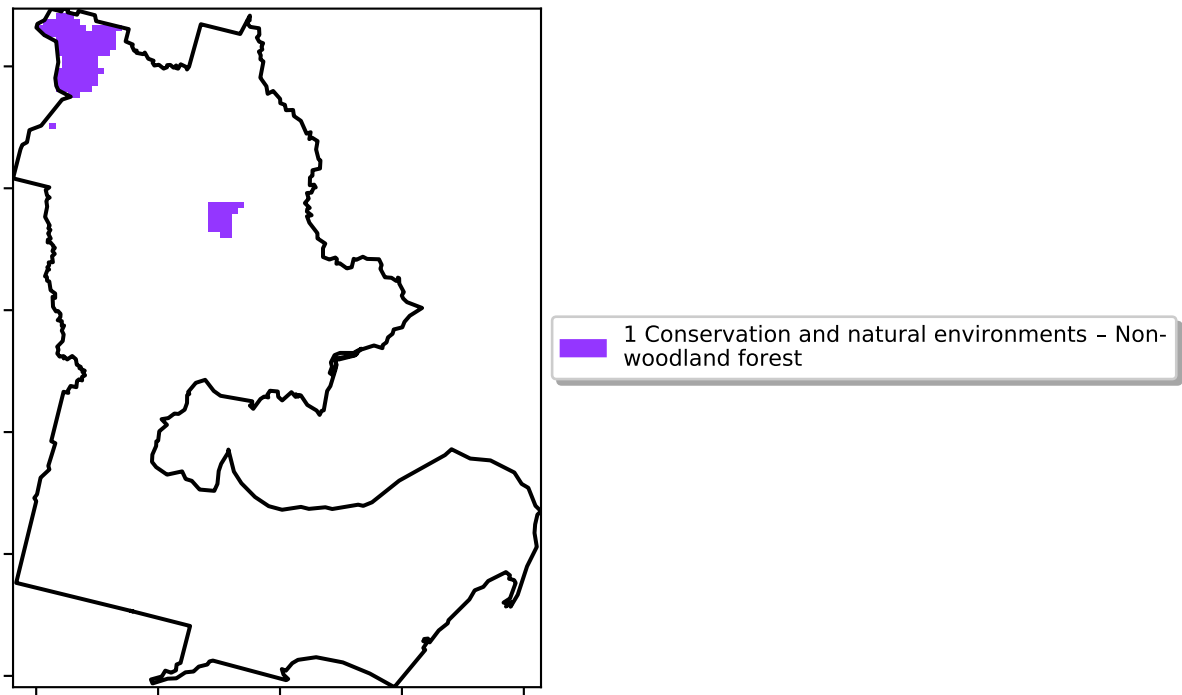 1 Conservation and natural environments – Non-
woodland forest